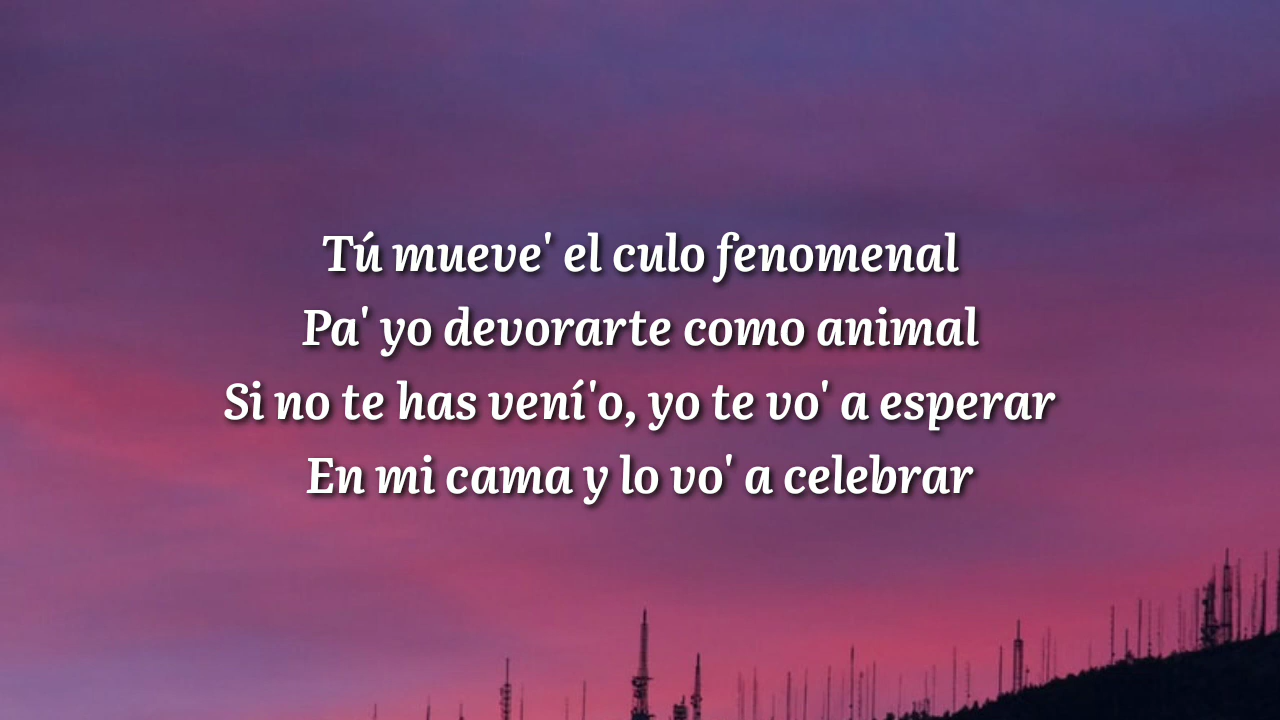 Tú mueve' el culo fenomenal
Pa' yo devorarte como animal
Si no te has vení'o, yo te vo' a esperar
En mi cama y lo vo' a celebrar